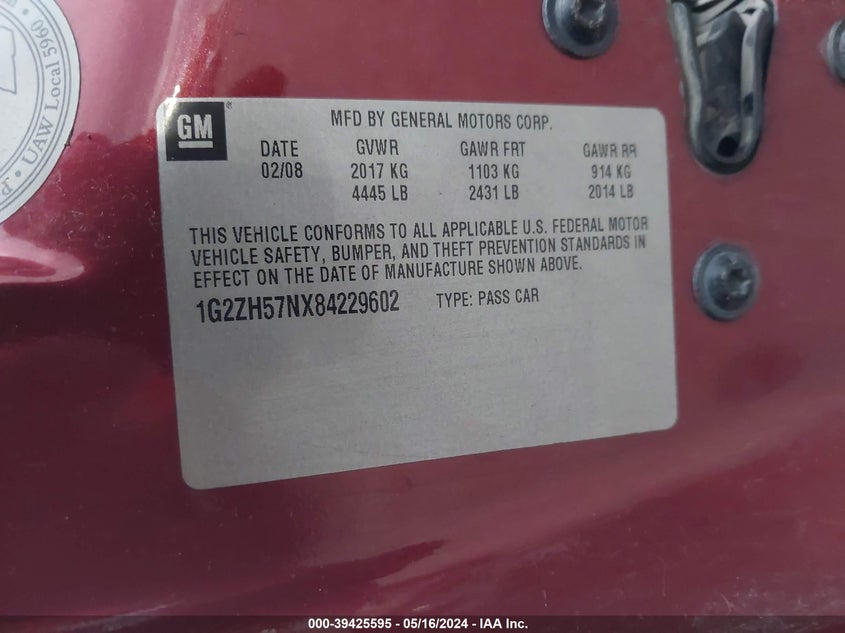 UAW Local 5960
GM ®
MFD BY GENERAL MOTORS CORP.
DATE GVWR GAWR FRT GAWR RR
02/08 2017 KG 1103 KG 914 KG
4445 LB 2431 LB 2014 LB
THIS VEHICLE CONFORMS TO ALL APPLICABLE U.S. FEDERAL MOTOR
VEHICLE SAFETY, BUMPER, AND THEFT PREVENTION STANDARDS IN
EFFECT ON THE DATE OF MANUFACTURE SHOWN ABOVE.
1G2ZH57NX84229602 TYPE: PASS CAR
000-39425595 - 05/16/2024 - IAA Inc.